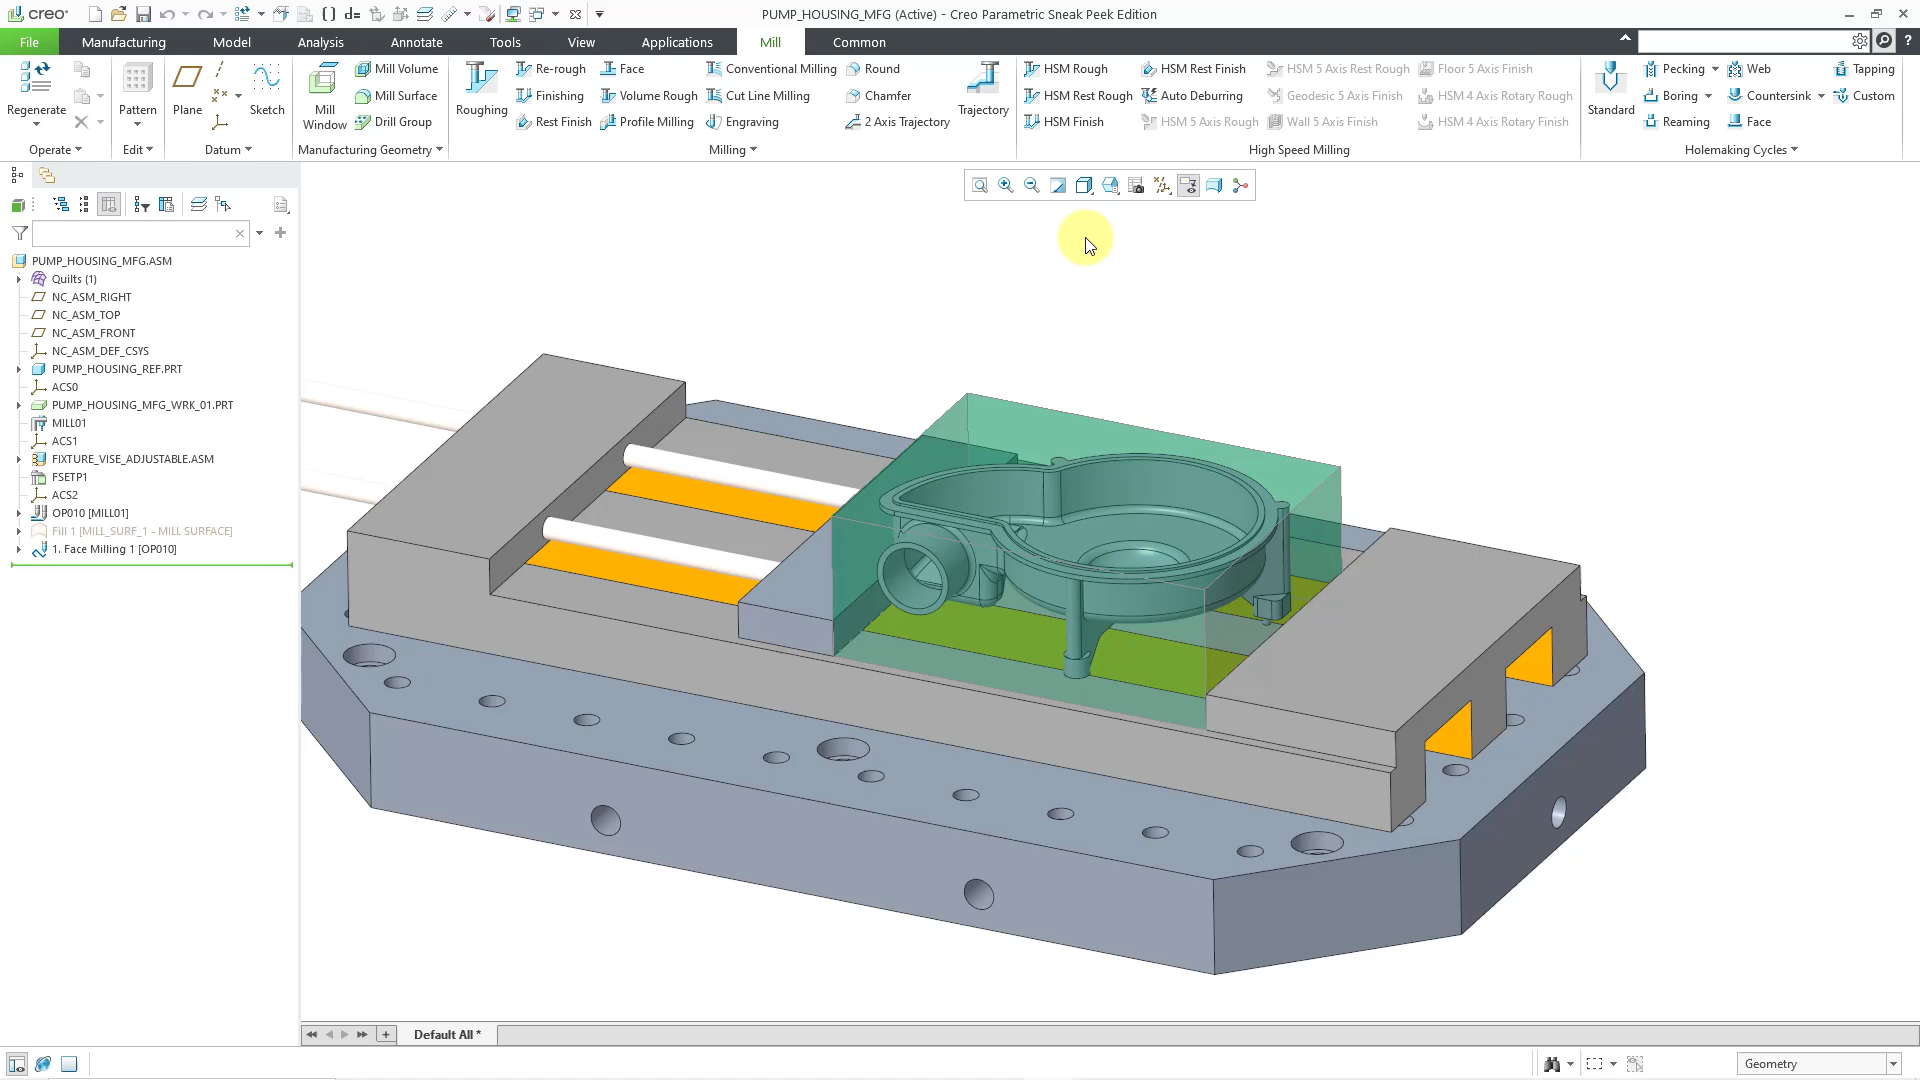 creo
PUMP_HOUSING_MFG (Active) - Creo Parametric Sneak Peek Edition
File Manufacturing Model Analysis Annotate Tools View Applications Mill Common
Regenerate
Operate
Pattern
Edit
Plane
Sketch
Datum
Mill Window
Mill Volume
Mill Surface
Drill Group
Manufacturing Geometry
Roughing
Re-rough
Finishing
Rest Finish
Face
Volume Rough
Profile Milling
Conventional Milling
Cut Line Milling
Engraving
Round
Chamfer
2 Axis Trajectory
Trajectory
Milling
HSM Rough
HSM Rest Rough
HSM Finish
HSM Rest Finish
Auto Deburring
HSM 5 Axis Rough
HSM 5 Axis Rest Rough
Geodesic 5 Axis Finish
Wall 5 Axis Finish
Floor 5 Axis Finish
HSM 4 Axis Rotary Rough
HSM 4 Axis Rotary Finish
High Speed Milling
Standard
Pecking
Boring
Reaming
Web
Countersink
Face
Tapping
Custom
Holemaking Cycles
PUMP_HOUSING_MFG.ASM
Quilts (1)
NC_ASM_RIGHT
NC_ASM_TOP
NC_ASM_FRONT
NC_ASM_DEF_CSYS
PUMP_HOUSING_REF.PRT
ACS0
PUMP_HOUSING_MFG_WRK_01.PRT
MILL01
ACS1
FIXTURE_VISE_ADJUSTABLE.ASM
FSETP1
ACS2
OP010 [MILL01]
Fill 1 [MILL_SURF_1 - MILL SURFACE]
1. Face Milling 1 [OP010]
Default All *
Geometry